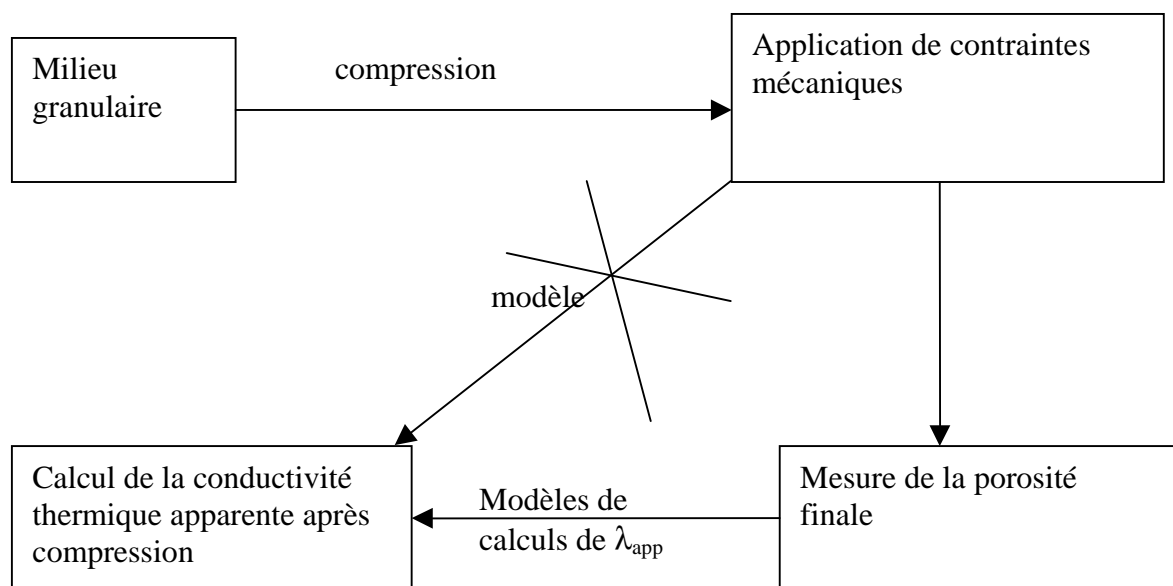 Milieu
granulaire
compression
Application de contraintes
mécaniques
modèle
Calcul de la conductivité
thermique apparente après
compression
Modèles de
calculs de λapp
Mesure de la porosité
finale